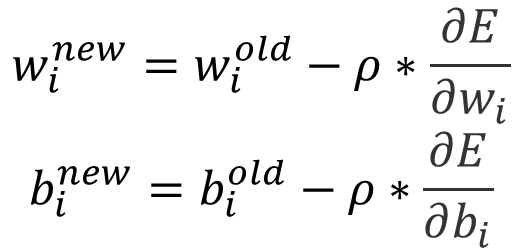 w_i^{new} = w_i^{old} − ρ * ∂E/∂w_i
b_i^{new} = b_i^{old} − ρ * ∂E/∂b_i